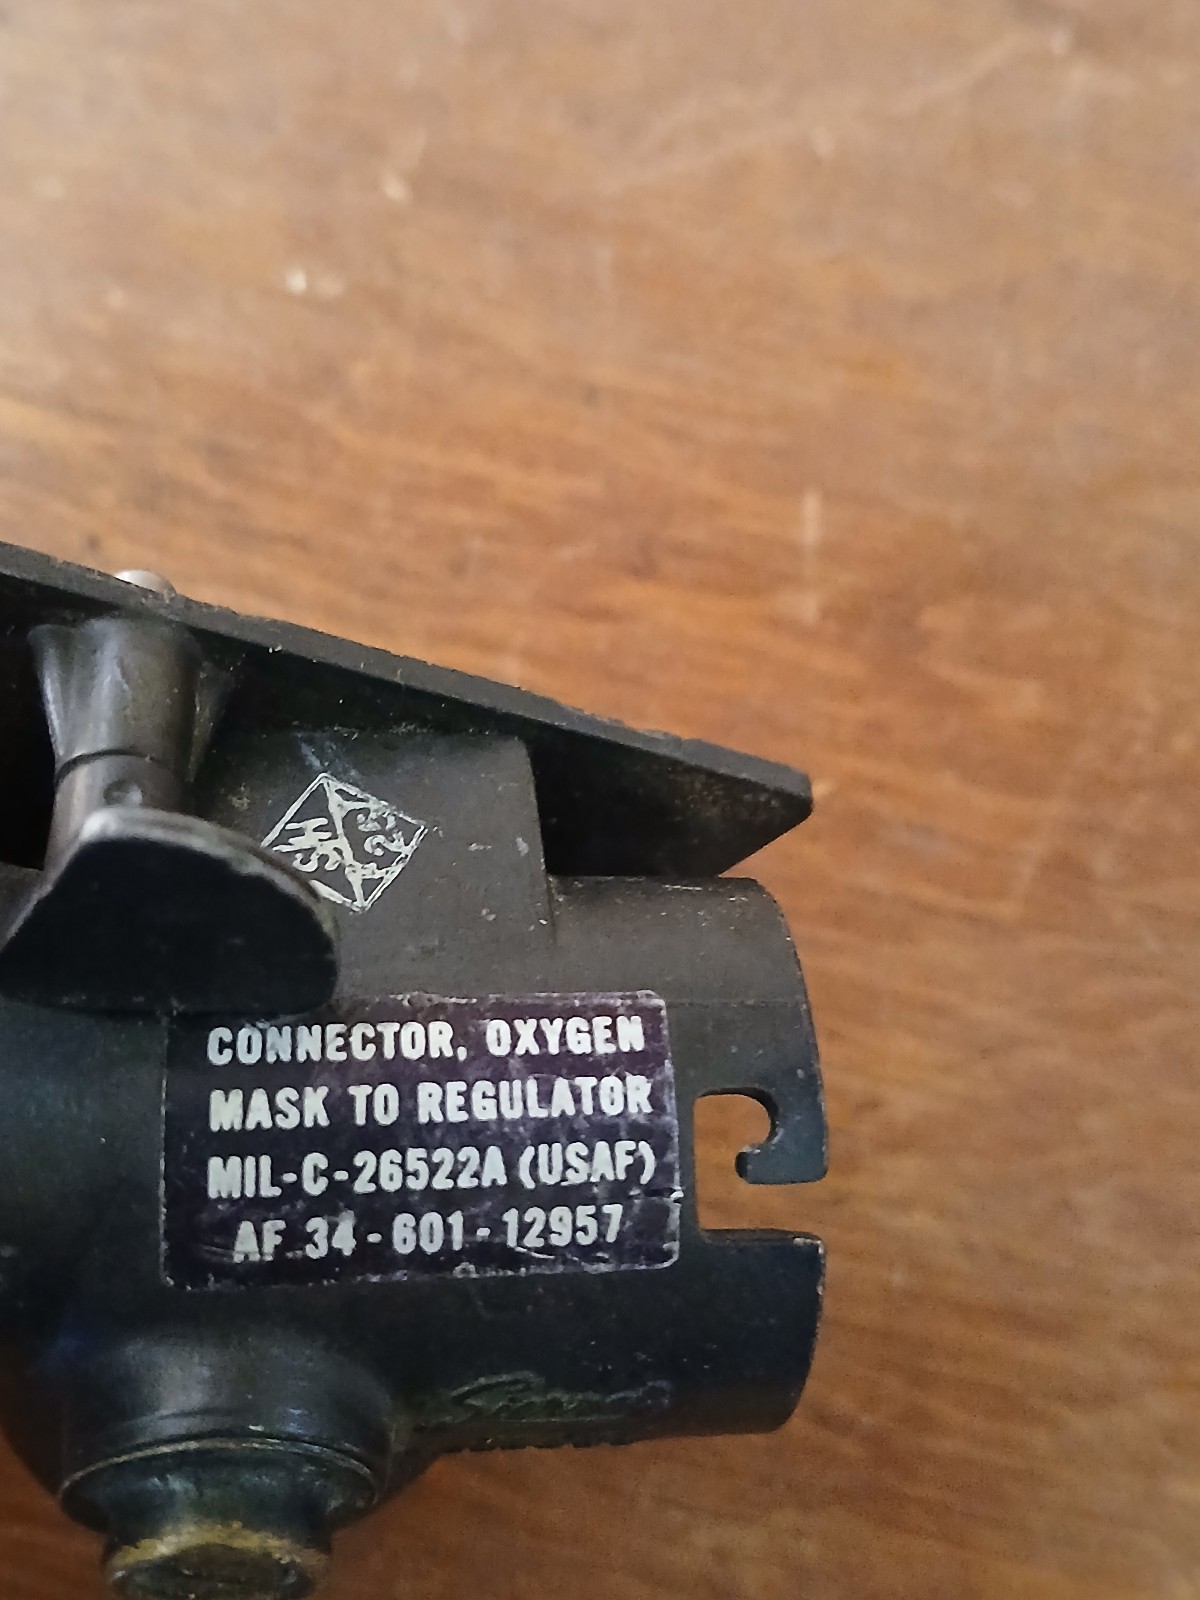 CONNECTOR, OXYGEN
MASK TO REGULATOR
MIL-C-26522A (USAF)
AF 34-601-12957